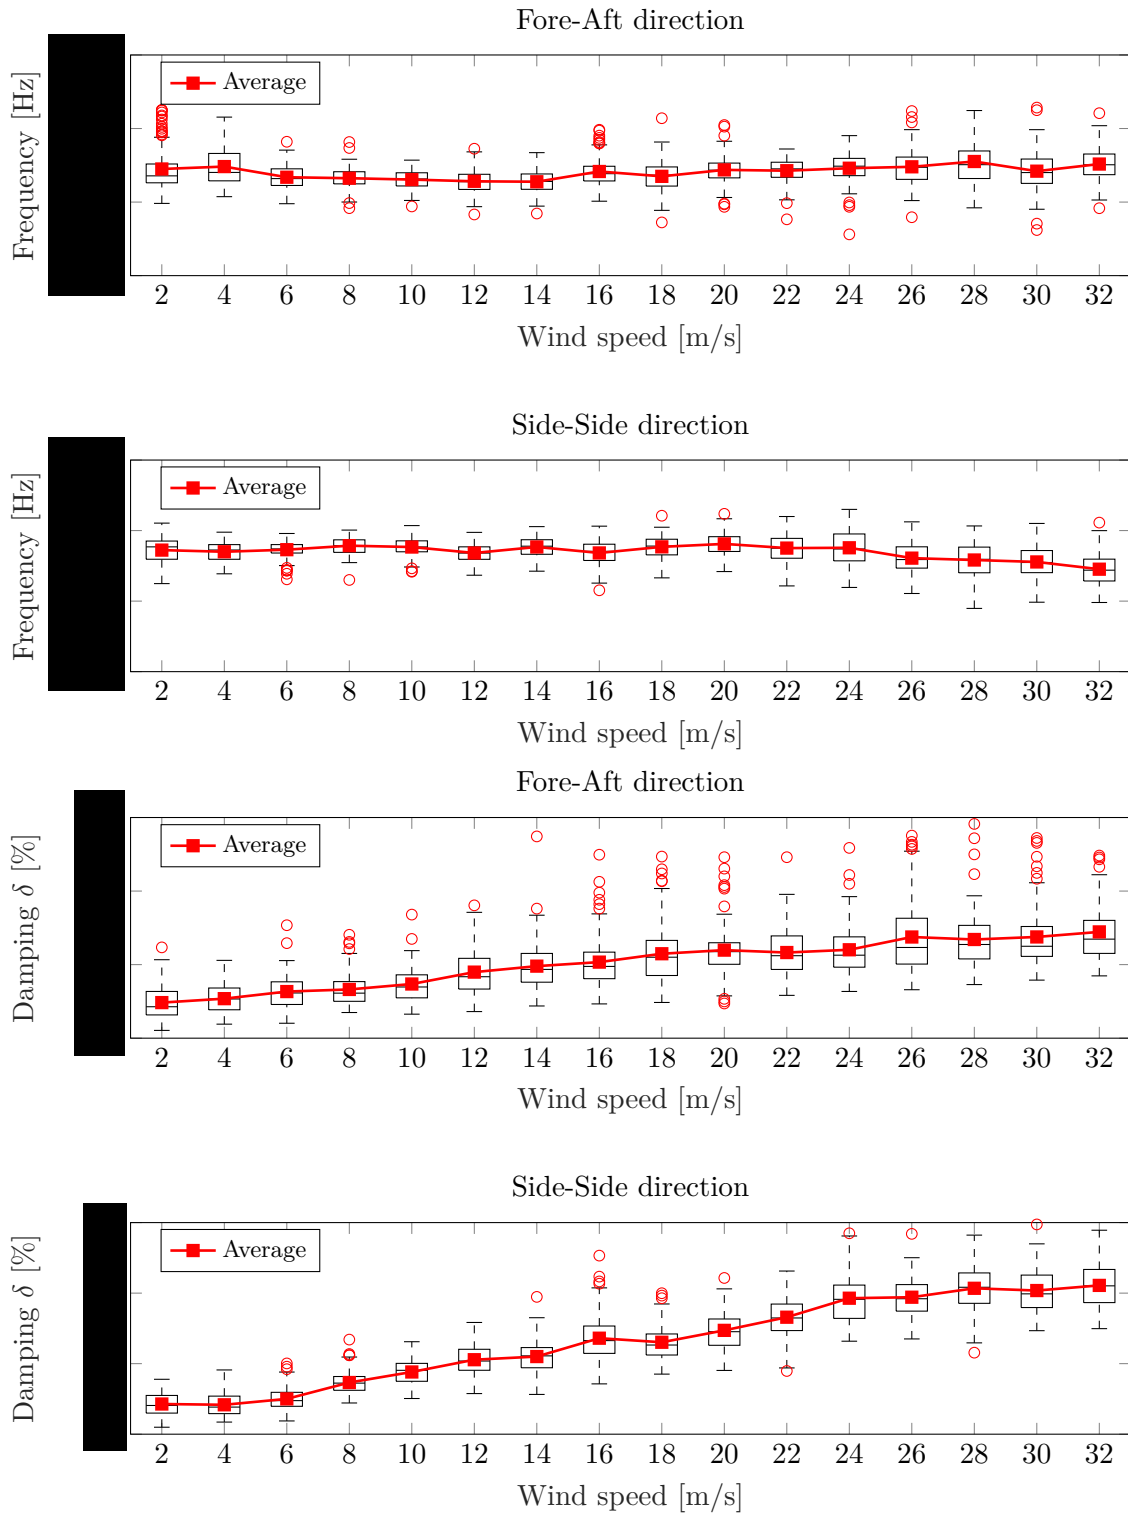 Fore-Aft direction
Frequency [Hz]
Average
2 4 6 8 10 12 14 16 18 20 22 24 26 28 30 32
Wind speed [m/s]
Side-Side direction
Frequency [Hz]
Average
2 4 6 8 10 12 14 16 18 20 22 24 26 28 30 32
Wind speed [m/s]
Fore-Aft direction
Damping δ [%]
Average
2 4 6 8 10 12 14 16 18 20 22 24 26 28 30 32
Wind speed [m/s]
Side-Side direction
Damping δ [%]
Average
2 4 6 8 10 12 14 16 18 20 22 24 26 28 30 32
Wind speed [m/s]